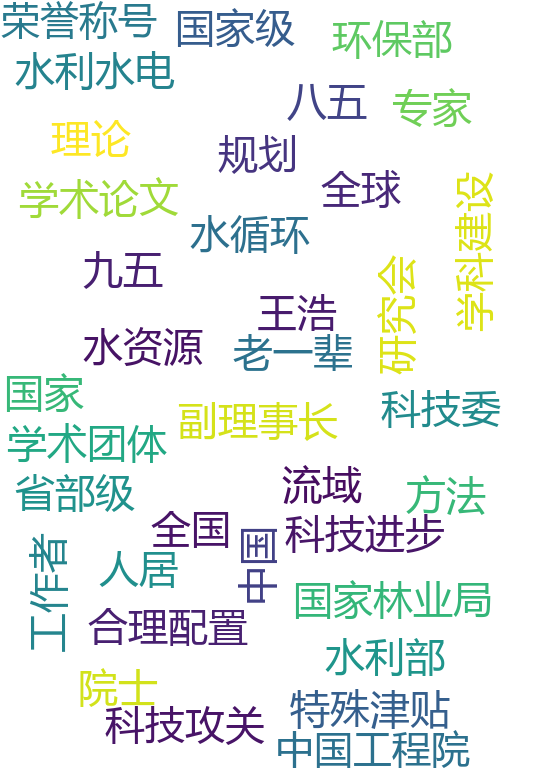 荣誉称号
国家级
环保部
水利水电
八五
专家
理论
规划
全球
学术论文
学科建设
水循环
九五
研究会
王浩
水资源
老一辈
国家
科技委
副理事长
学术团体
省部级
流域
方法
全国
科技进步
工作者
中国
人居
国家林业局
合理配置
水利部
院士
特殊津贴
科技攻关
中国工程院